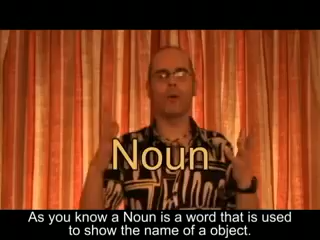 Noun
As you know a Noun is a word that is used
to show the name of a object.